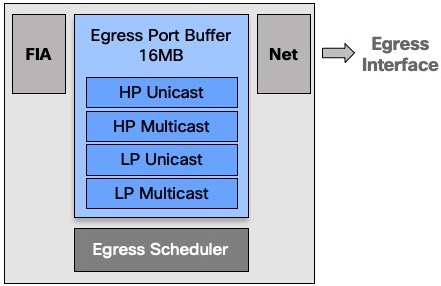 FIA
Egress Port Buffer
16MB
HP Unicast
HP Multicast
LP Unicast
LP Multicast
Net
Egress
Interface
Egress Scheduler